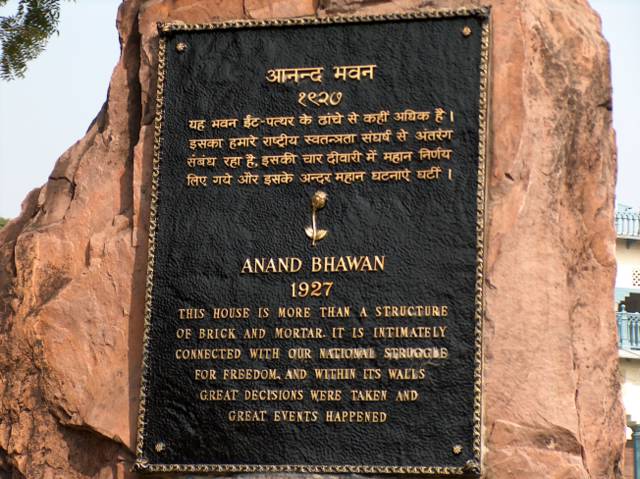 आनन्द भवन
१९२७
यह भवन ईंट-पत्थर के ढांचे से कहीं अधिक है।
इसका हमारे राष्ट्रीय स्वतन्त्रता संघर्ष से अंतरंग
संबंध रहा है, इसकी चार दीवारी में महान निर्णय
लिए गये और इसके अन्दर महान घटनाऐं घटीं।
ANAND BHAWAN
1927
THIS HOUSE IS MORE THAN A STRUCTURE
OF BRICK AND MORTAR. IT IS INTIMATELY
CONNECTED WITH OUR NATIONAL STRUGGLE
FOR FREEDOM, AND WITHIN ITS WALLS
GREAT DECISIONS WERE TAKEN AND
GREAT EVENTS HAPPENED